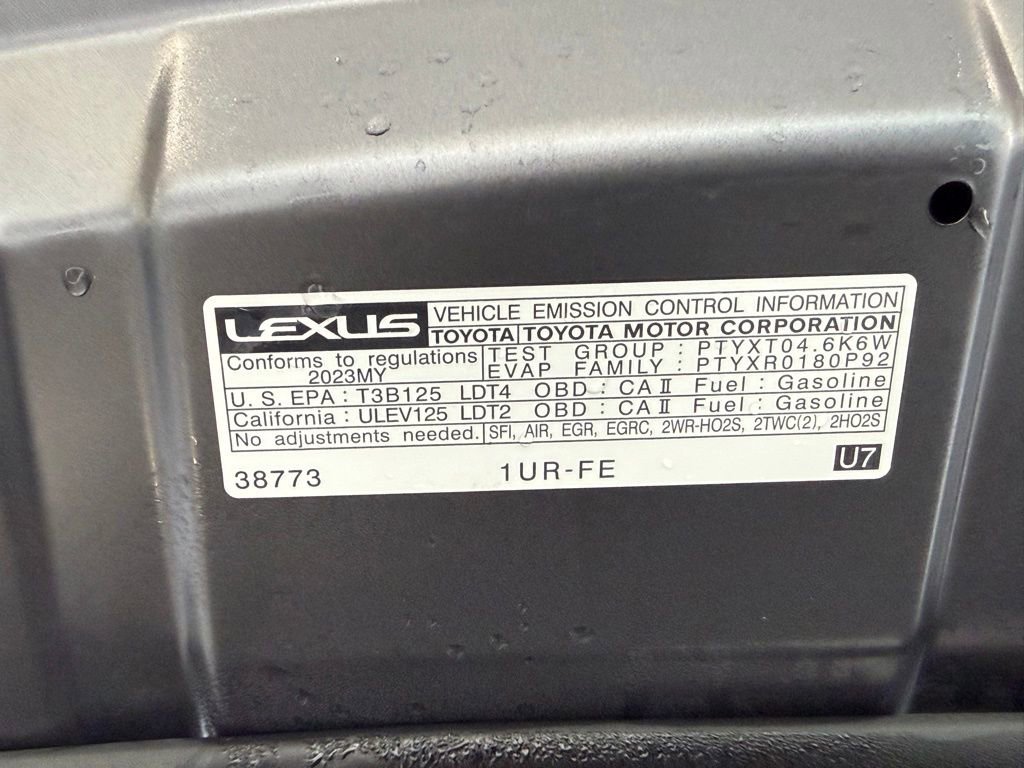 LEXUS VEHICLE EMISSION CONTROL INFORMATION
TOYOTA TOYOTA MOTOR CORPORATION
Conforms to regulations TEST GROUP : PTYXT04.6K6W
2023MY EVAP FAMILY : PTYXR0180P92
U.S. EPA : T3B125 LDT4 OBD : CA II Fuel : Gasoline
California : ULEV125 LDT2 OBD : CA II Fuel : Gasoline
No adjustments needed. SFI, AIR, EGR, EGRC, 2WR-HO2S, 2TWC(2), 2HO2S
38773 1UR-FE U7